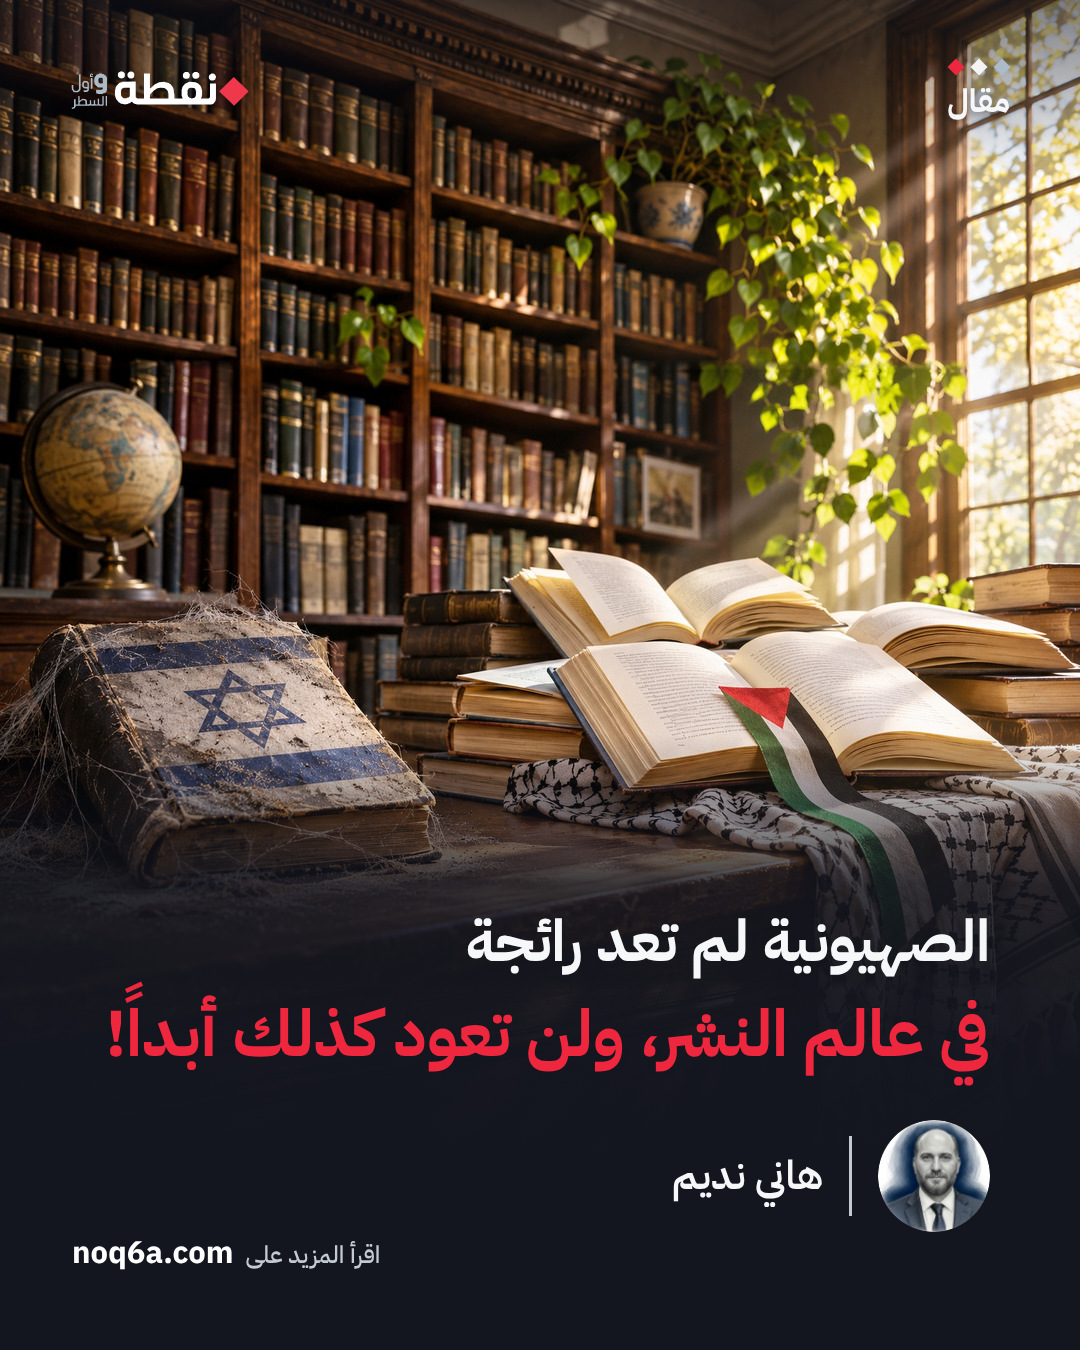 مقال
نقطة
وأول
السطر
الصهيونية لم تعد رائجة
في عالم النشر، ولن تعود كذلك أبداً!
هاني نديم
اقرأ المزيد على noq6a.com